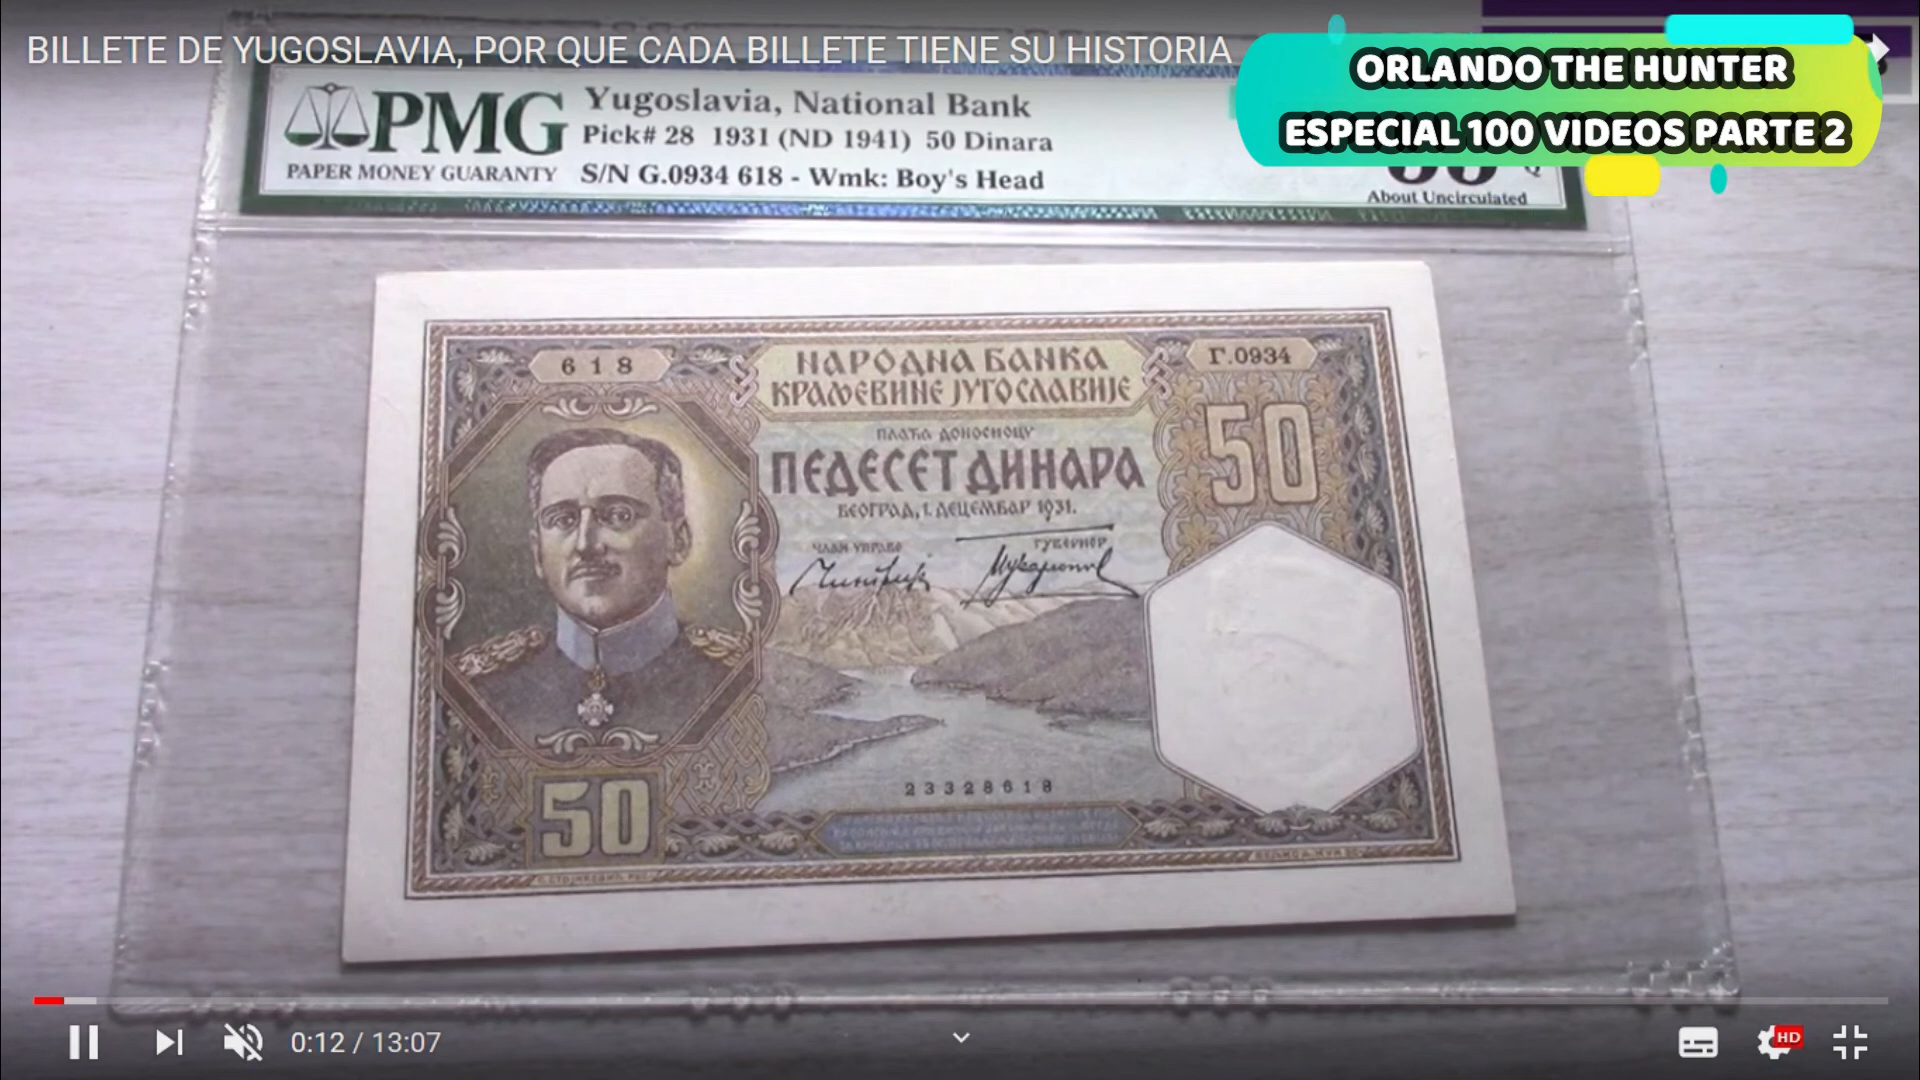 BILLETE DE YUGOSLAVIA, POR QUE CADA BILLETE TIENE SU HISTORIA
ORLANDO THE HUNTER
ESPECIAL 100 VIDEOS PARTE 2
PMG
PAPER MONEY GUARANTY
Yugoslavia, National Bank
Pick# 28 1931 (ND 1941) 50 Dinara
S/N G.0934 618 - Wmk: Boy's Head
About Uncirculated
618
НАРОДНА БАНКА
КРАЉЕВИНЕ ЈУГОСЛАВИЈЕ
Г.0934
ПЛАЋА ДОНОСИОЦУ
ПЕДЕСЕТ ДИНАРА
БЕОГРАД, 1. ДЕЦЕМБАР 1931.
50
ЧЛАН УПРАВЕ
ГУВЕРНЕР
23328618
50
0:12 / 13:07
HD